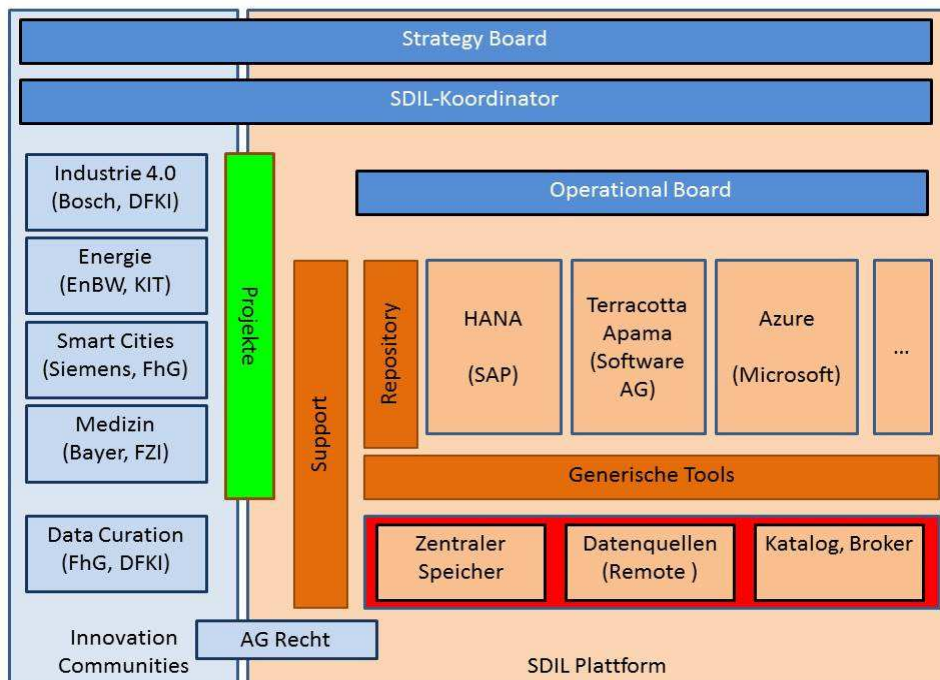 Strategy Board
SDIL-Koordinator
Industrie 4.0
(Bosch, DFKI)
Energie
(EnBW, KIT)
Smart Cities
(Siemens, FhG)
Medizin
(Bayer, FZI)
Data Curation
(FhG, DFKI)
Innovation
Communities
AG Recht
Projekte
Support
Operational Board
Repository
HANA
(SAP)
Terracotta
Apama
(Software
AG)
Azure
(Microsoft)
...
Generische Tools
Zentraler
Speicher
Datenquellen
(Remote )
Katalog, Broker
SDIL Plattform